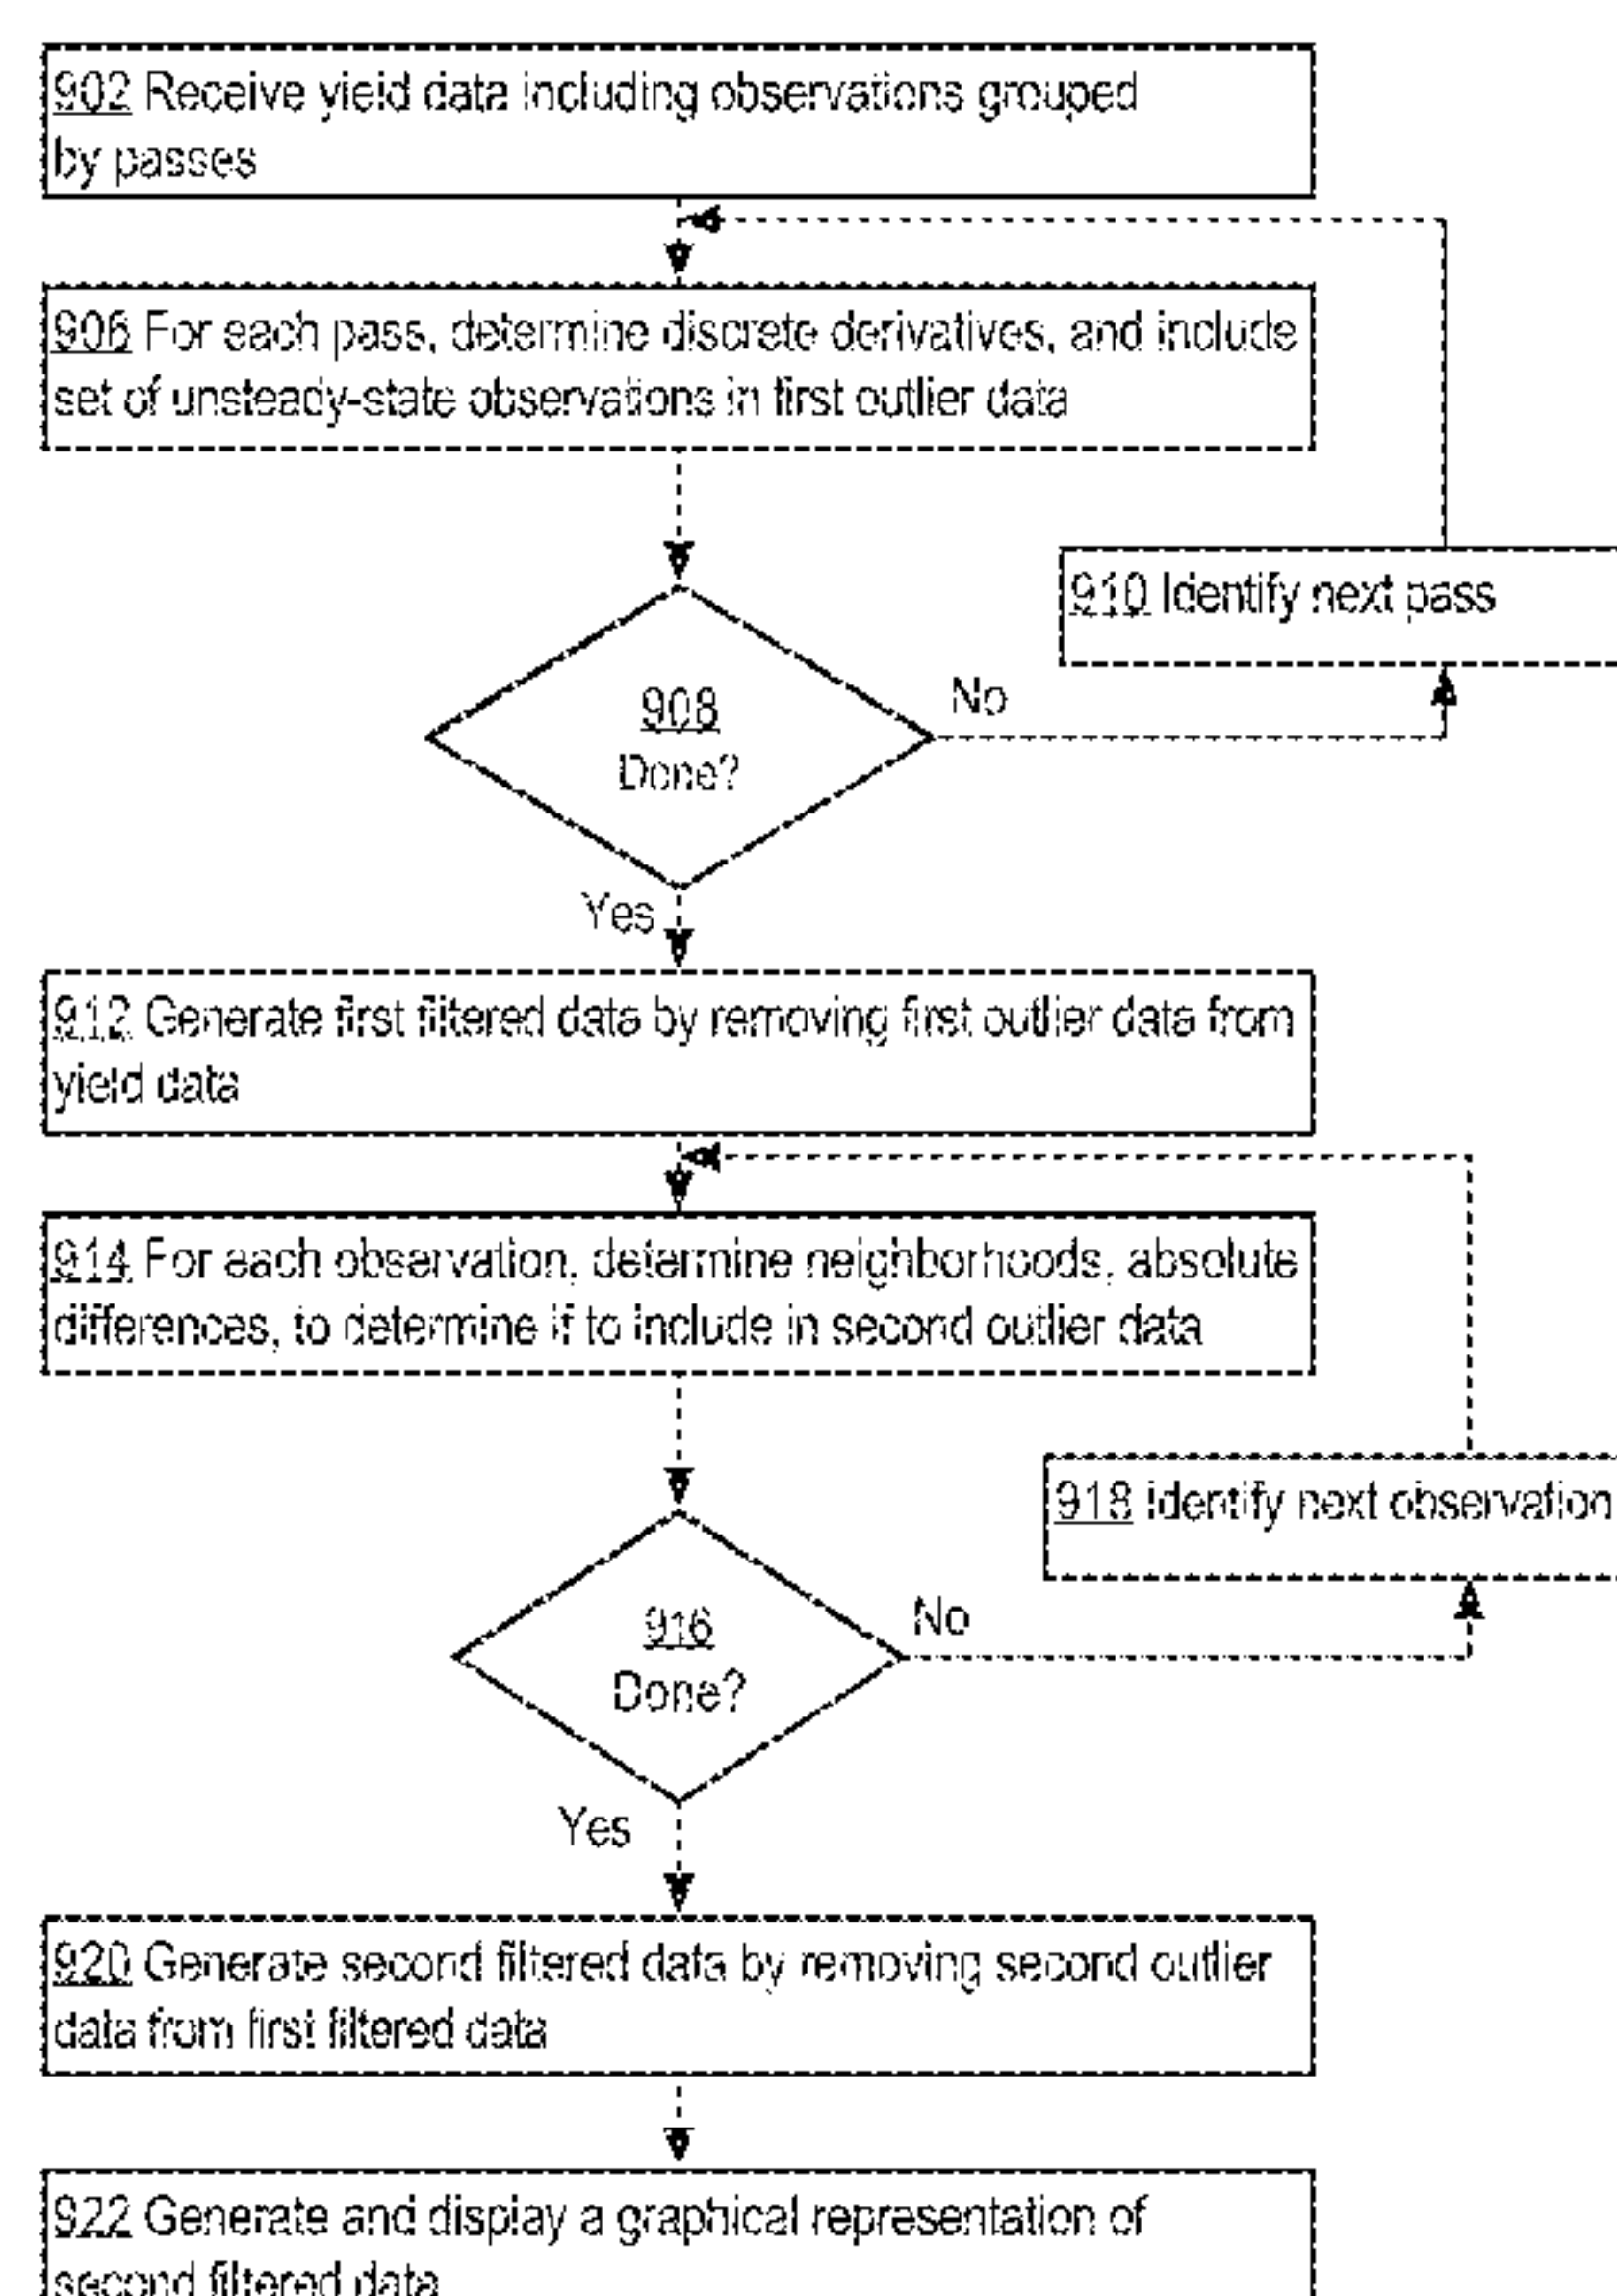 902 Receive yield data including observations grouped
by passes
906 For each pass, determine discrete derivatives, and include
set of unsteady-state observations in first outlier data
910 Identify next pass
908
Done?
No
Yes
912 Generate first filtered data by removing first outlier data from
yield data
914 For each observation, determine neighborhoods, absolute
differences, to determine if to include in second outlier data
918 Identify next observation
916
Done?
No
Yes
920 Generate second filtered data by removing second outlier
data from first filtered data
922 Generate and display a graphical representation of
second filtered data